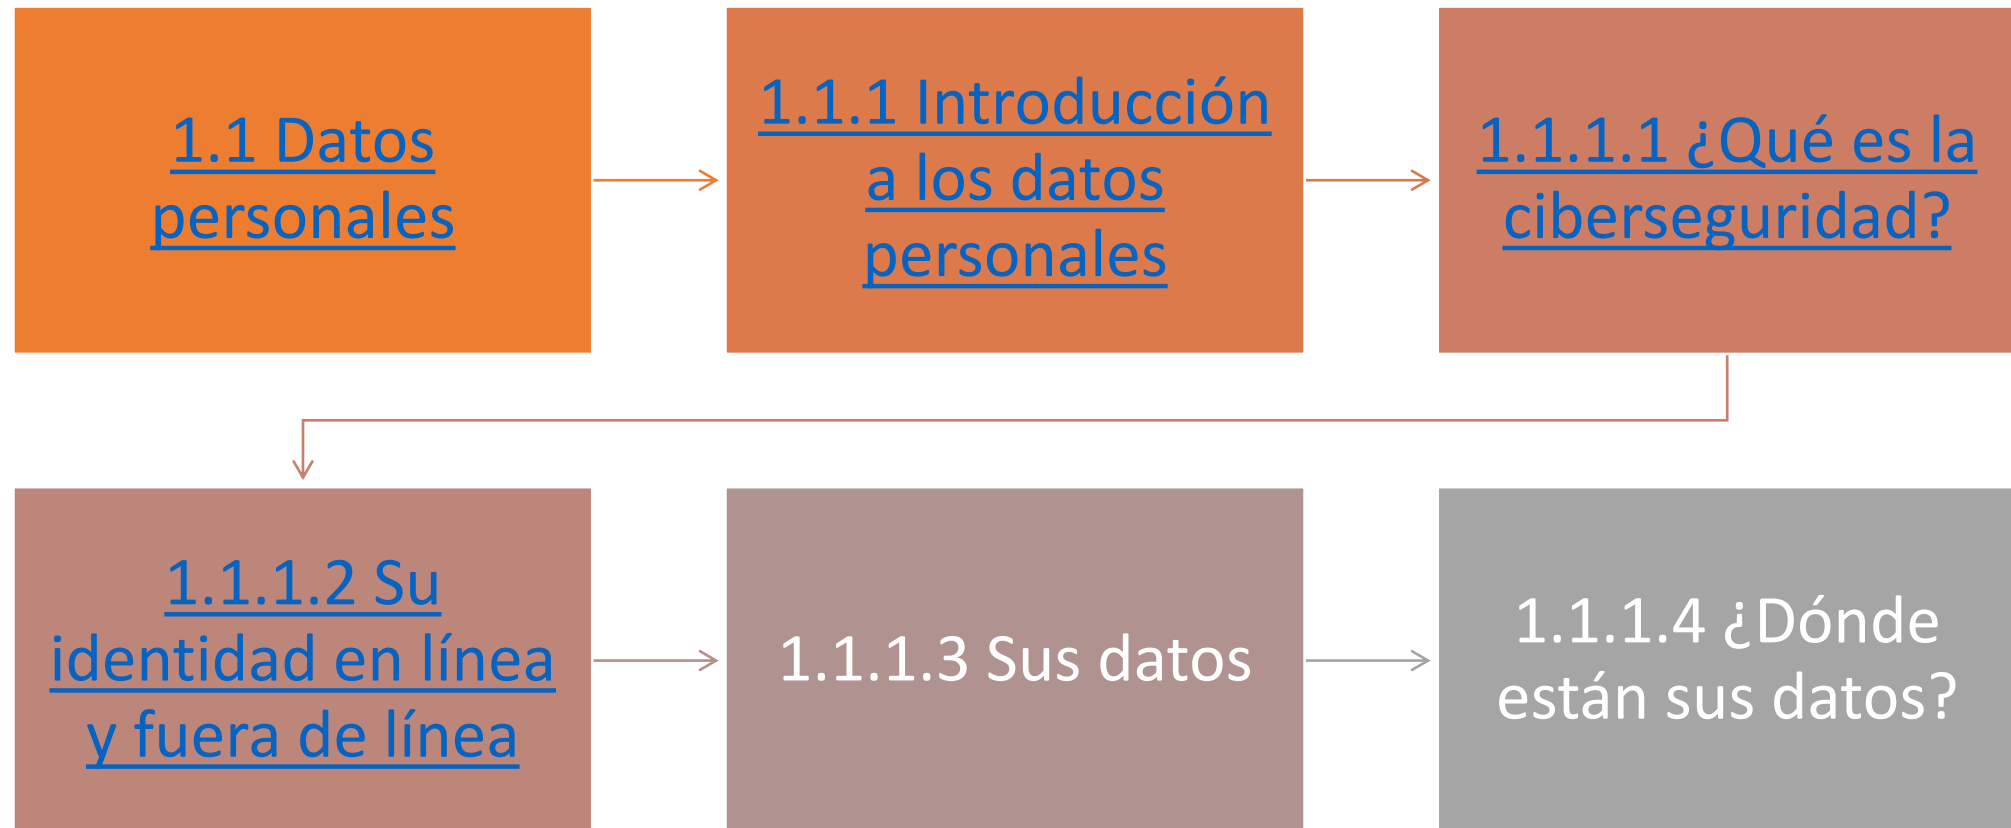 1.1 Datos
personales
1.1.1 Introducción
a los datos
personales
1.1.1.1 ¿Qué es la
ciberseguridad?
1.1.1.2 Su
identidad en línea
y fuera de línea
1.1.1.3 Sus datos
1.1.1.4 ¿Dónde
están sus datos?